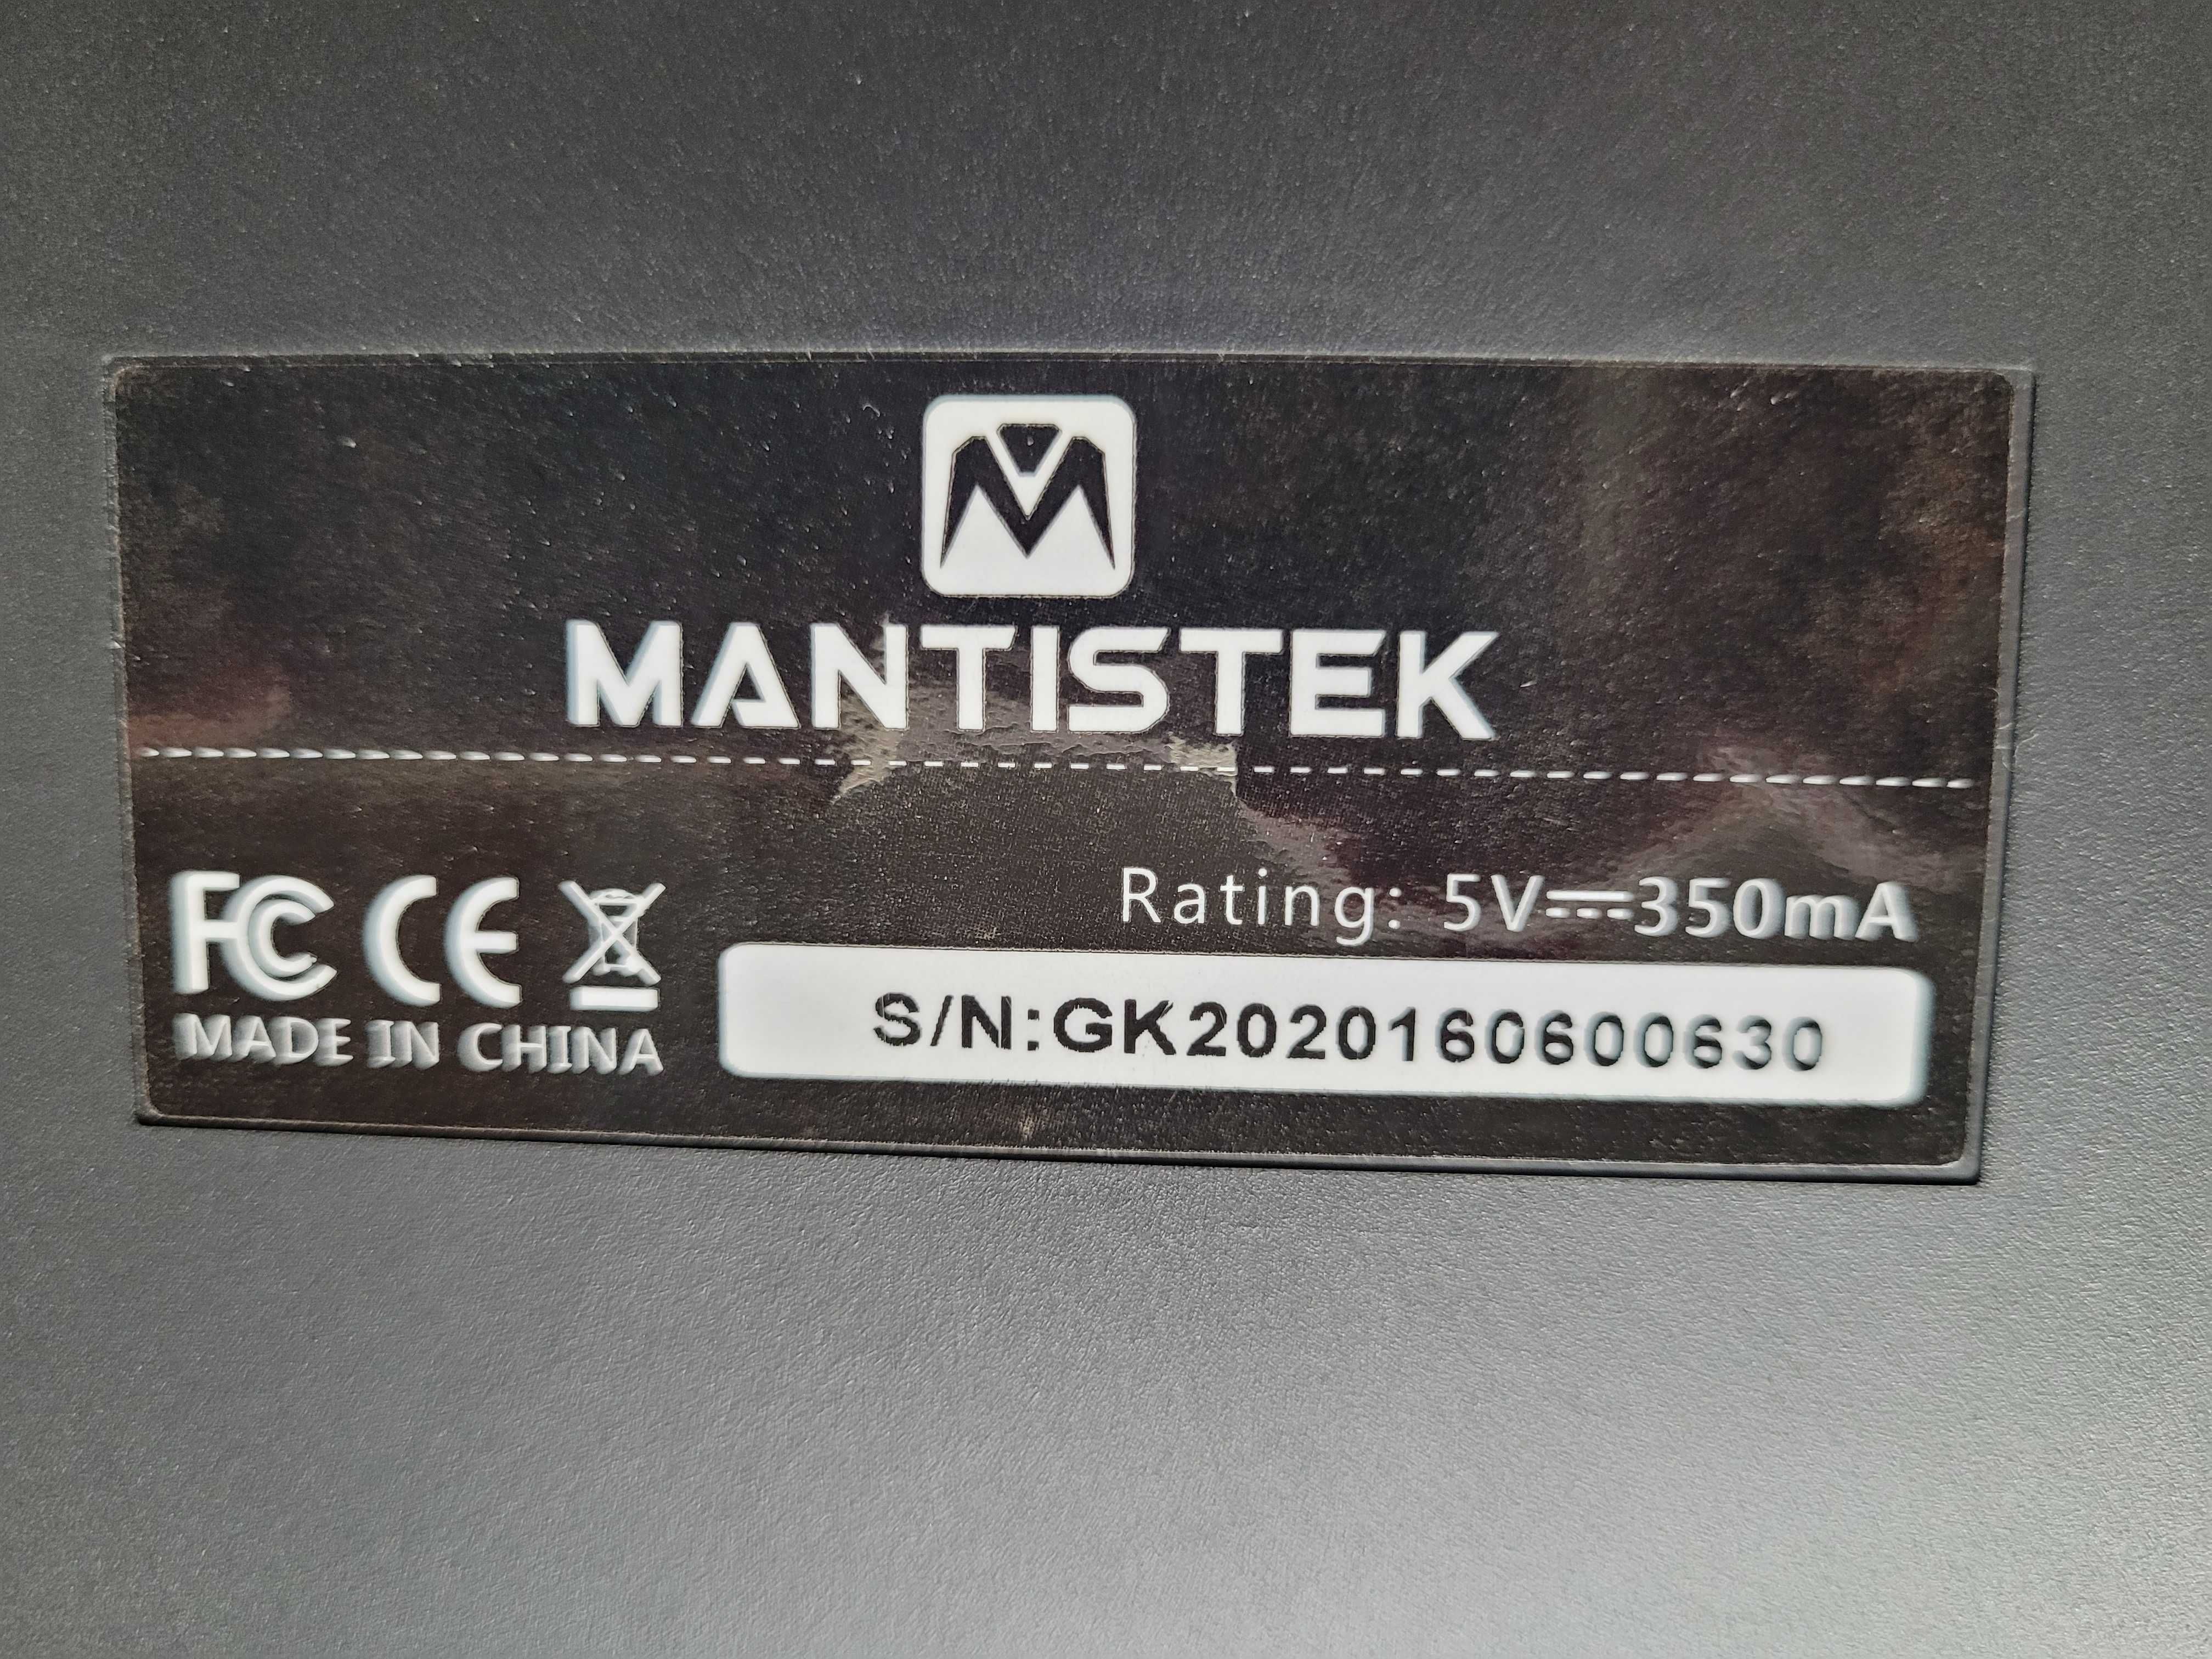 MANTISTEK
Rating: 5V⎓350mA
FC CE
MADE IN CHINA
S/N:GK2020160600630